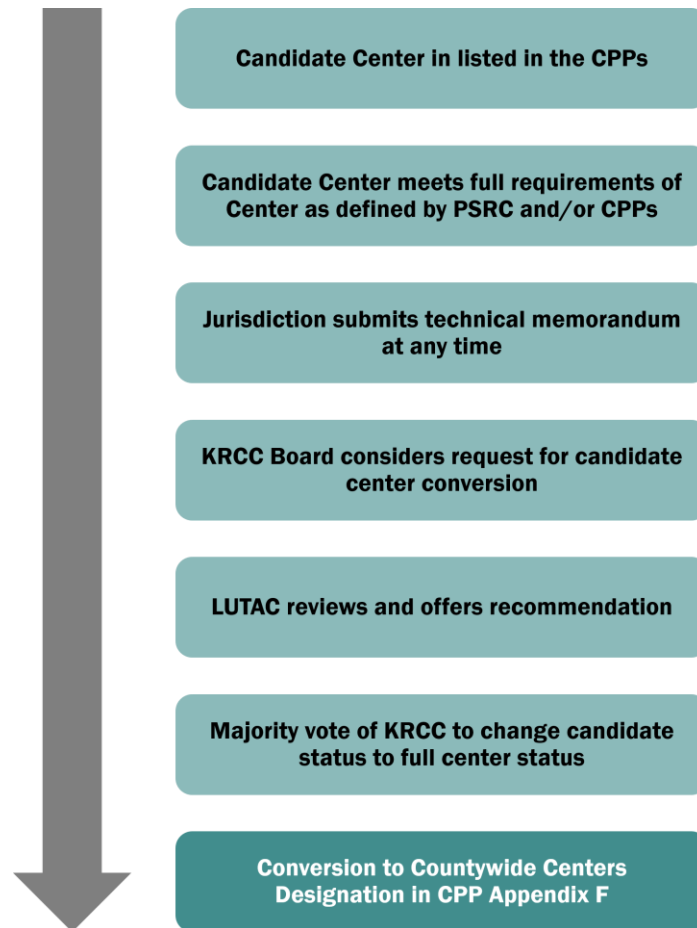 Candidate Center in listed in the CPPs
Candidate Center meets full requirements of
Center as defined by PSRC and/or CPPs
Jurisdiction submits technical memorandum
at any time
KRCC Board considers request for candidate
center conversion
LUTAC reviews and offers recommendation
Majority vote of KRCC to change candidate
status to full center status
Conversion to Countywide Centers
Designation in CPP Appendix F